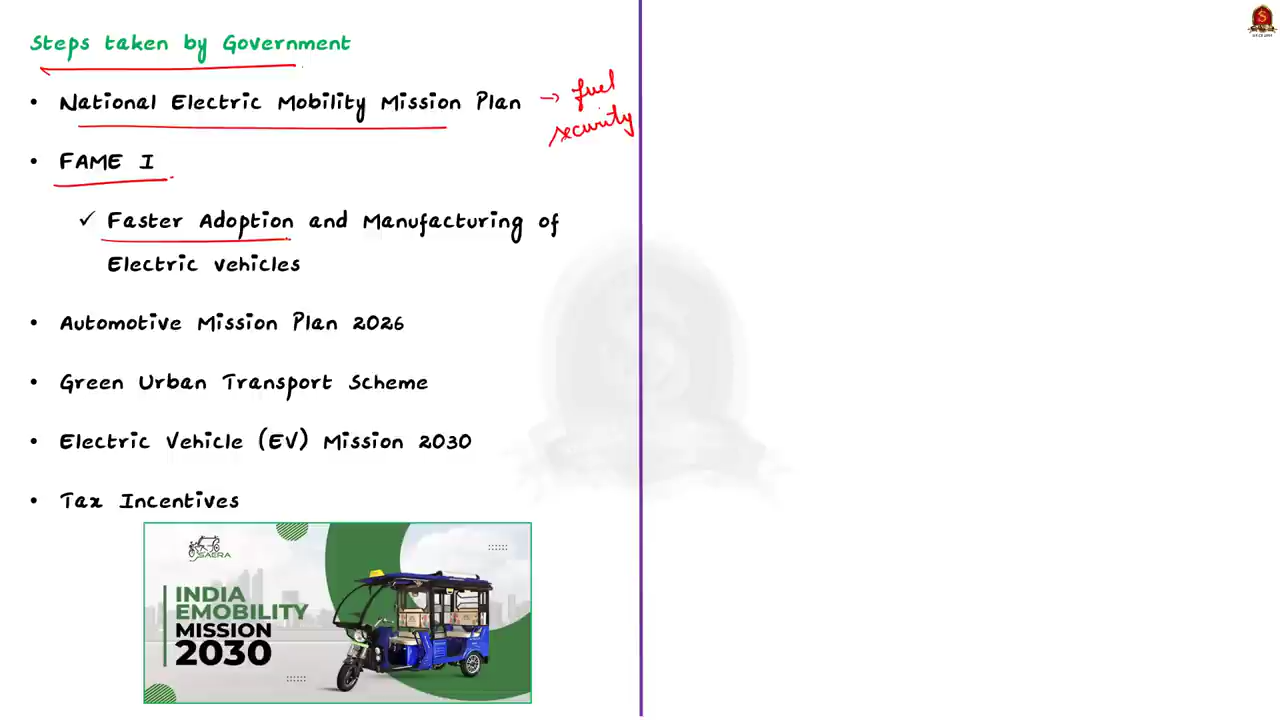 Steps taken by Government
• National Electric Mobility Mission Plan → fuel
security
• FAME I
✓ Faster Adoption and Manufacturing of
Electric vehicles
• Automotive Mission Plan 2026
• Green Urban Transport Scheme
• Electric Vehicle (EV) Mission 2030
• Tax Incentives
SAERA
INDIA
EMOBILITY
MISSION
2030
S